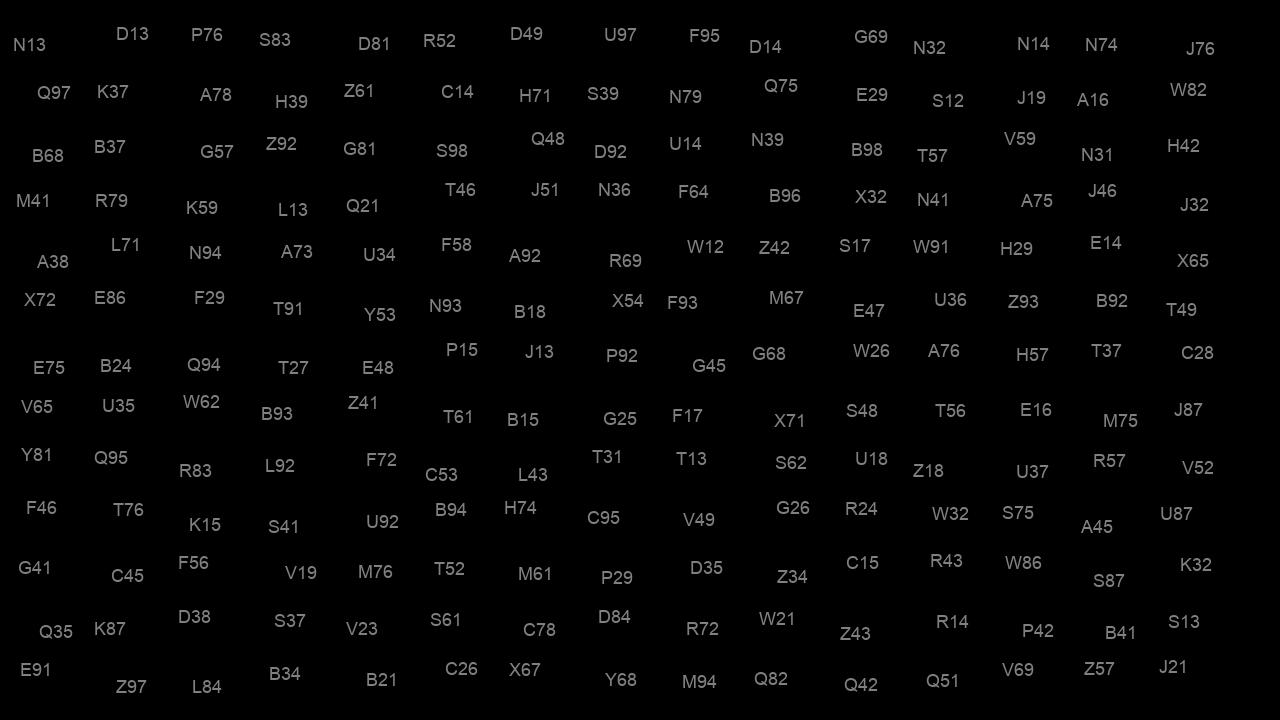 N13 D13 P76 S83 D81 R52 D49 U97 F95 D14 G69 N32 N14 N74 J76
Q97 K37 A78 H39 Z61 C14 H71 S39 N79 Q75 E29 S12 J19 A16 W82
B68 B37 G57 Z92 G81 S98 Q48 D92 U14 N39 B98 T57 V59 N31 H42
M41 R79 K59 L13 Q21 T46 J51 N36 F64 B96 X32 N41 A75 J46 J32
A38 L71 N94 A73 U34 F58 A92 R69 W12 Z42 S17 W91 H29 E14 X65
X72 E86 F29 T91 Y53 N93 B18 X54 F93 M67 E47 U36 Z93 B92 T49
E75 B24 Q94 T27 E48 P15 J13 P92 G45 G68 W26 A76 H57 T37 C28
V65 U35 W62 B93 Z41 T61 B15 G25 F17 X71 S48 T56 E16 M75 J87
Y81 Q95 R83 L92 F72 C53 L43 T31 T13 S62 U18 Z18 U37 R57 V52
F46 T76 K15 S41 U92 B94 H74 C95 V49 G26 R24 W32 S75 A45 U87
G41 C45 F56 V19 M76 T52 M61 P29 D35 Z34 C15 R43 W86 S87 K32
Q35 K87 D38 S37 V23 S61 C78 D84 R72 W21 Z43 R14 P42 B41 S13
E91 Z97 L84 B34 B21 C26 X67 Y68 M94 Q82 Q42 Q51 V69 Z57 J21